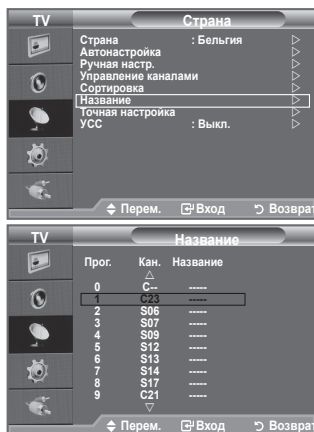 TV Страна
Страна : Бельгия
Автонастройка
Ручная настр.
Управление каналами
Сортировка
Название
Точная настройка
УСС : Выкл.
Перем. Вход Возврат
TV Название
Прог. Кан. Название
0 C-- -----
1 C23 -----
2 S06 -----
3 S07 -----
4 S09 -----
5 S12 -----
6 S13 -----
7 S14 -----
8 S17 -----
9 C21 -----
Перем. Вход Возврат